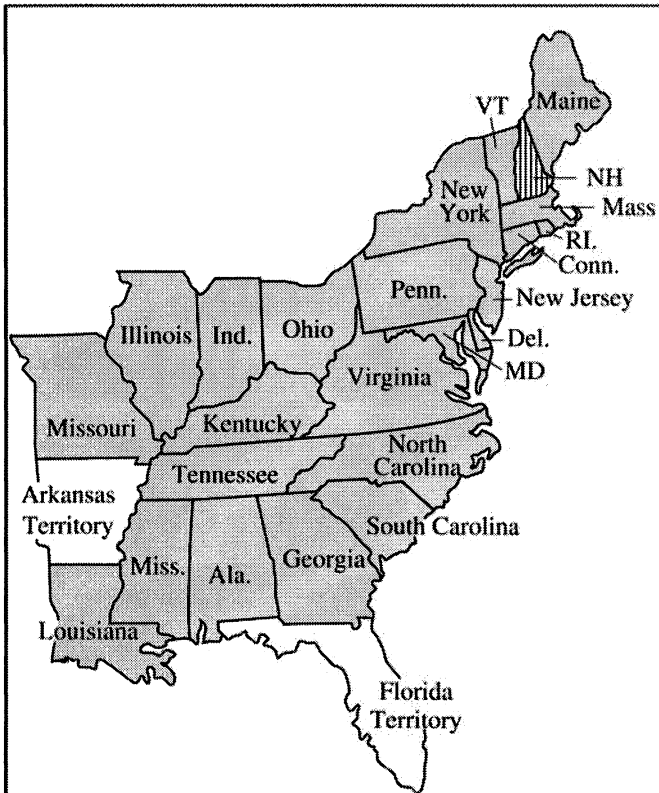 VT
Maine
NH
New
York
Mass
RI.
Conn.
Penn.
New Jersey
Illinois
Ind.
Ohio
Del.
MD
Virginia
Missouri
Kentucky
North
Carolina
Tennessee
Arkansas
Territory
South Carolina
Miss.
Ala.
Georgia
Louisiana
Florida
Territory